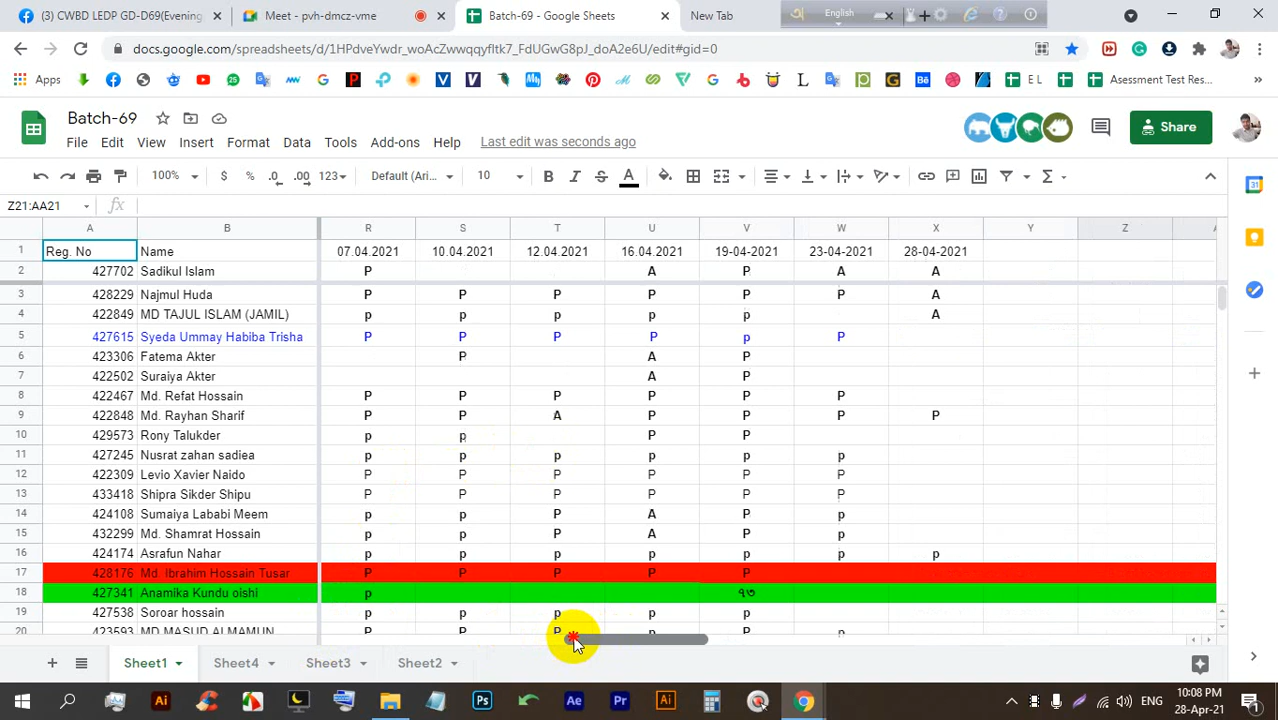 (3) CWBD LEDP GD-D69(Evening
Meet - pvh-dmcz-vme
Batch-69 - Google Sheets
New Tab
English
docs.google.com/spreadsheets/d/1HPdveYwdr_woAcZwwqqyfItk7_FdUGwG8pJ_doA2e6U/edit#gid=0
Apps
E L
Asessment Test Res...
Batch-69
File Edit View Insert Format Data Tools Add-ons Help Last edit was seconds ago
Share
100% $ % .0 .00 123 Default (Ari... 10 B I S A
Z21:AA21 fx
A B R S T U V W X Y Z
1 Reg. No Name 07.04.2021 10.04.2021 12.04.2021 16.04.2021 19-04-2021 23-04-2021 28-04-2021
2 427702 Sadikul Islam P A P A A
3 428229 Najmul Huda P P P P P P A
4 422849 MD TAJUL ISLAM (JAMIL) p p p p p A
5 427615 Syeda Ummay Habiba Trisha P P P P p P
6 423306 Fatema Akter P A P
7 422502 Suraiya Akter A P
8 422467 Md. Refat Hossain P P P P P P
9 422848 Md. Rayhan Sharif P P A P P P P
10 429573 Rony Talukder p p P P
11 427245 Nusrat zahan sadiea p p p p p p
12 422309 Levio Xavier Naido P P P P P P
13 433418 Shipra Sikder Shipu P P P P P P
14 424108 Sumaiya Lababi Meem p p P A P p
15 432299 Md. Shamrat Hossain p p P A P p
16 424174 Asrafun Nahar p p p p p p p
17 428176 Md. Ibrahim Hossain Tusar P P P P P
18 427341 Anamika Kundu oishi p ৭৩
19 427538 Soroar hossain p p p p p
20 423593 MD MASUD ALMAMUN P P P p P p
Sheet1 Sheet4 Sheet3 Sheet2
ENG
10:08 PM
28-Apr-21